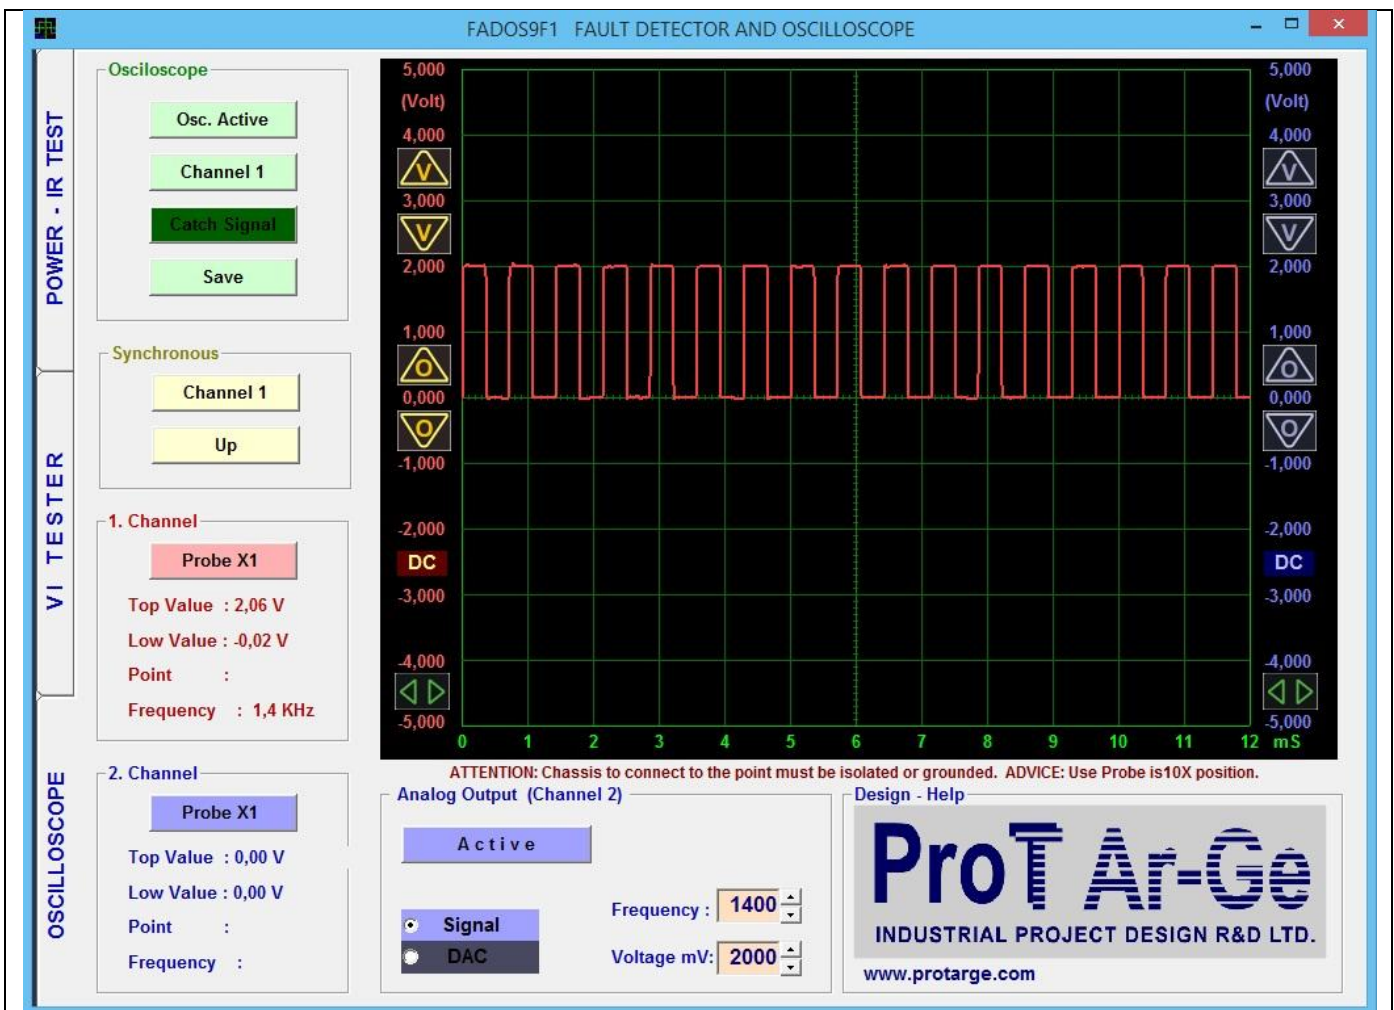 FADOS9F1 FAULT DETECTOR AND OSCILLOSCOPE
POWER - IR TEST
VI TESTER
OSCILLOSCOPE
Osciloscope
Osc. Active
Channel 1
Catch Signal
Save
Synchronous
Channel 1
Up
1. Channel
Probe X1
Top Value : 2,06 V
Low Value : -0,02 V
Point :
Frequency : 1,4 KHz
2. Channel
Probe X1
Top Value : 0,00 V
Low Value : 0,00 V
Point :
Frequency :
5,000
(Volt)
4,000
V
3,000
V
2,000
1,000
O
0,000
O
-1,000
-2,000
DC
-3,000
-4,000
-5,000
5,000
(Volt)
4,000
V
3,000
V
2,000
1,000
O
0,000
O
-1,000
-2,000
DC
-3,000
-4,000
-5,000
0 1 2 3 4 5 6 7 8 9 10 11 12 mS
ATTENTION: Chassis to connect to the point must be isolated or grounded. ADVICE: Use Probe is10X position.
Analog Output (Channel 2)
Active
Signal
DAC
Frequency : 1400
Voltage mV: 2000
Design - Help
ProT Ar-Ge
INDUSTRIAL PROJECT DESIGN R&D LTD.
www.protarge.com